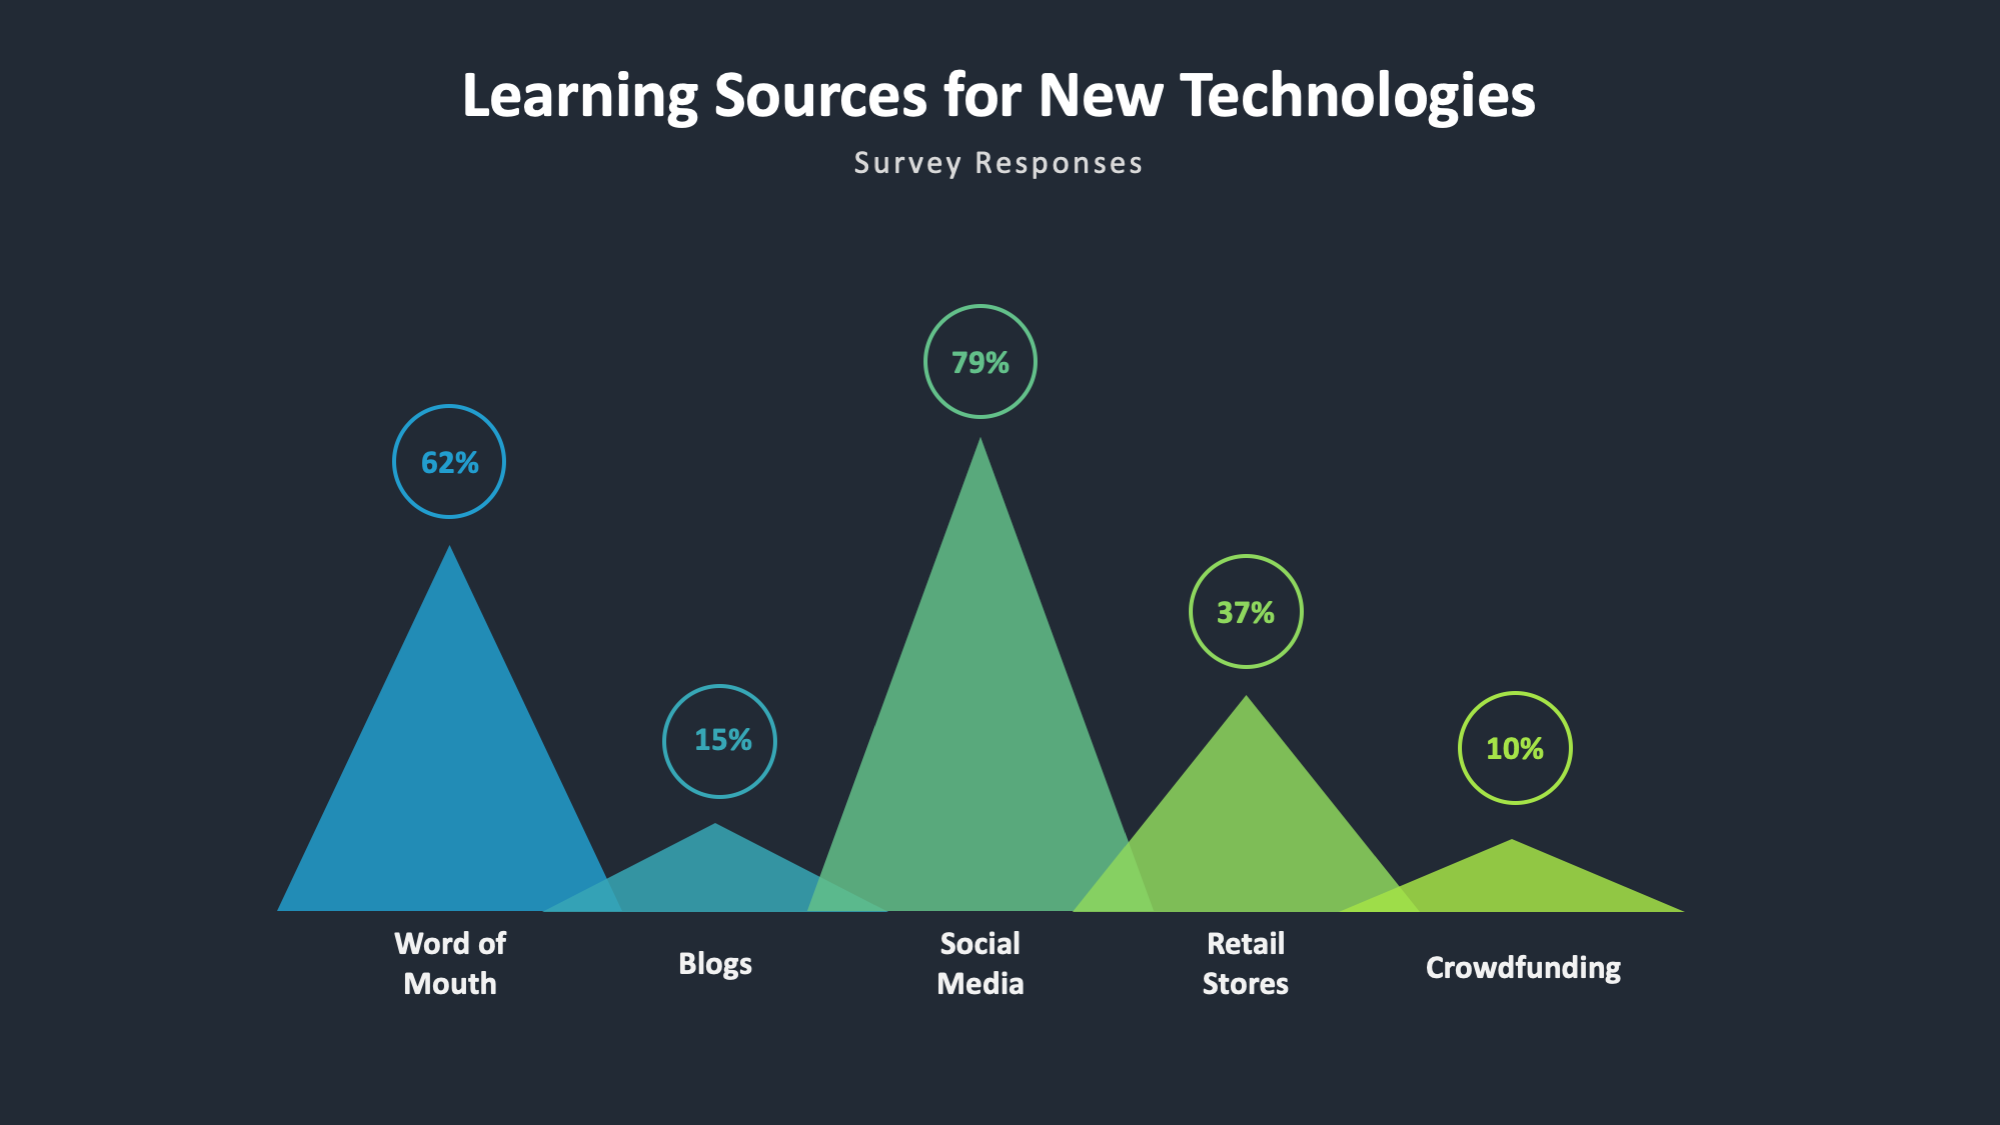 Learning Sources for New Technologies
Survey Responses
79%
62%
37%
15%
10%
Word of
Mouth
Blogs
Social
Media
Retail
Stores
Crowdfunding